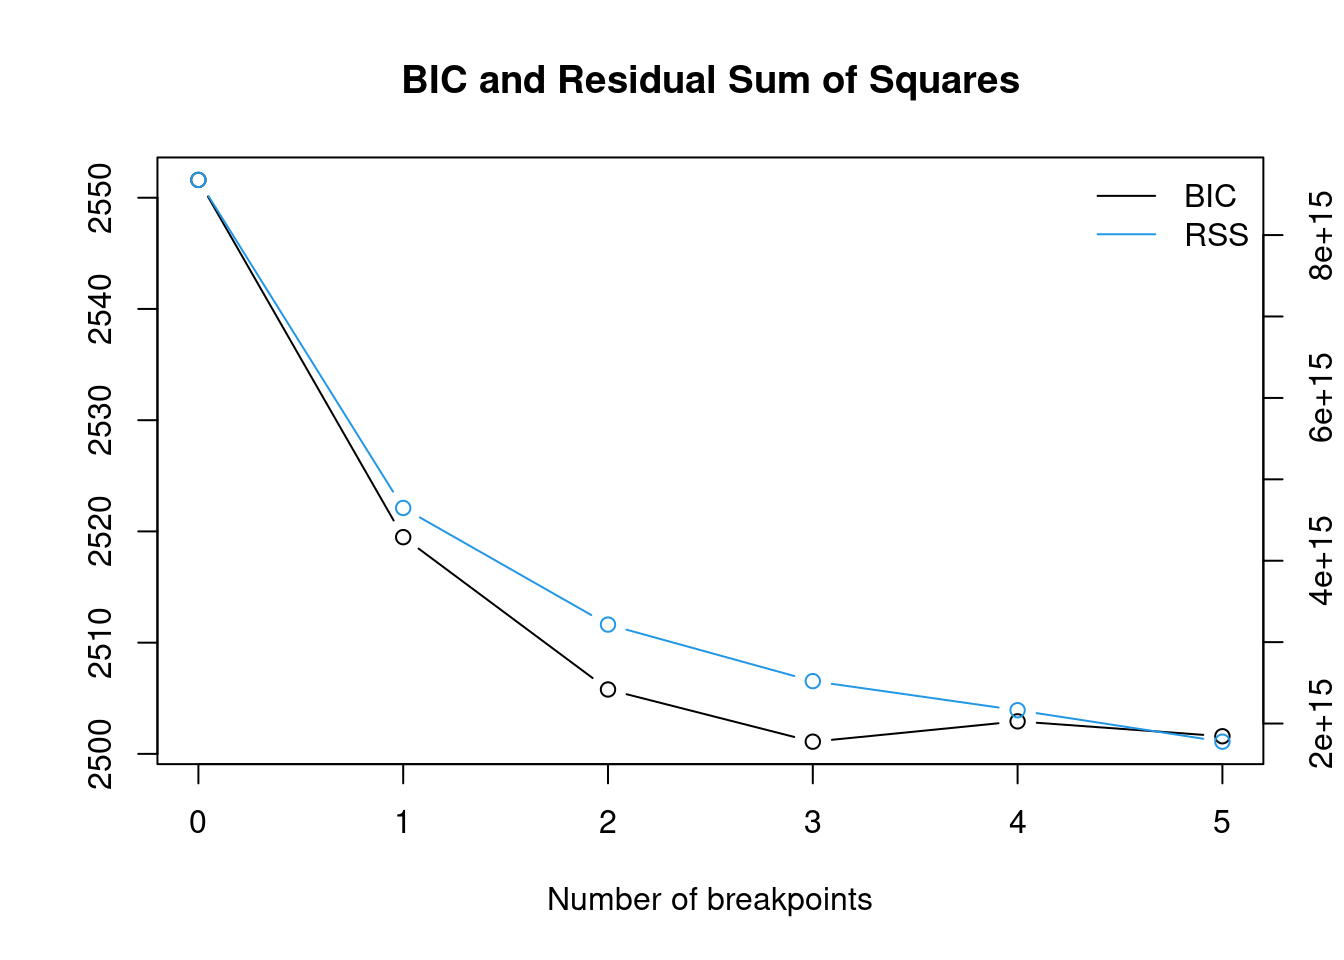 BIC and Residual Sum of Squares
BIC
RSS
2550
2540
2530
2520
2510
2500
8e+15
6e+15
4e+15
2e+15
0 1 2 3 4 5
Number of breakpoints